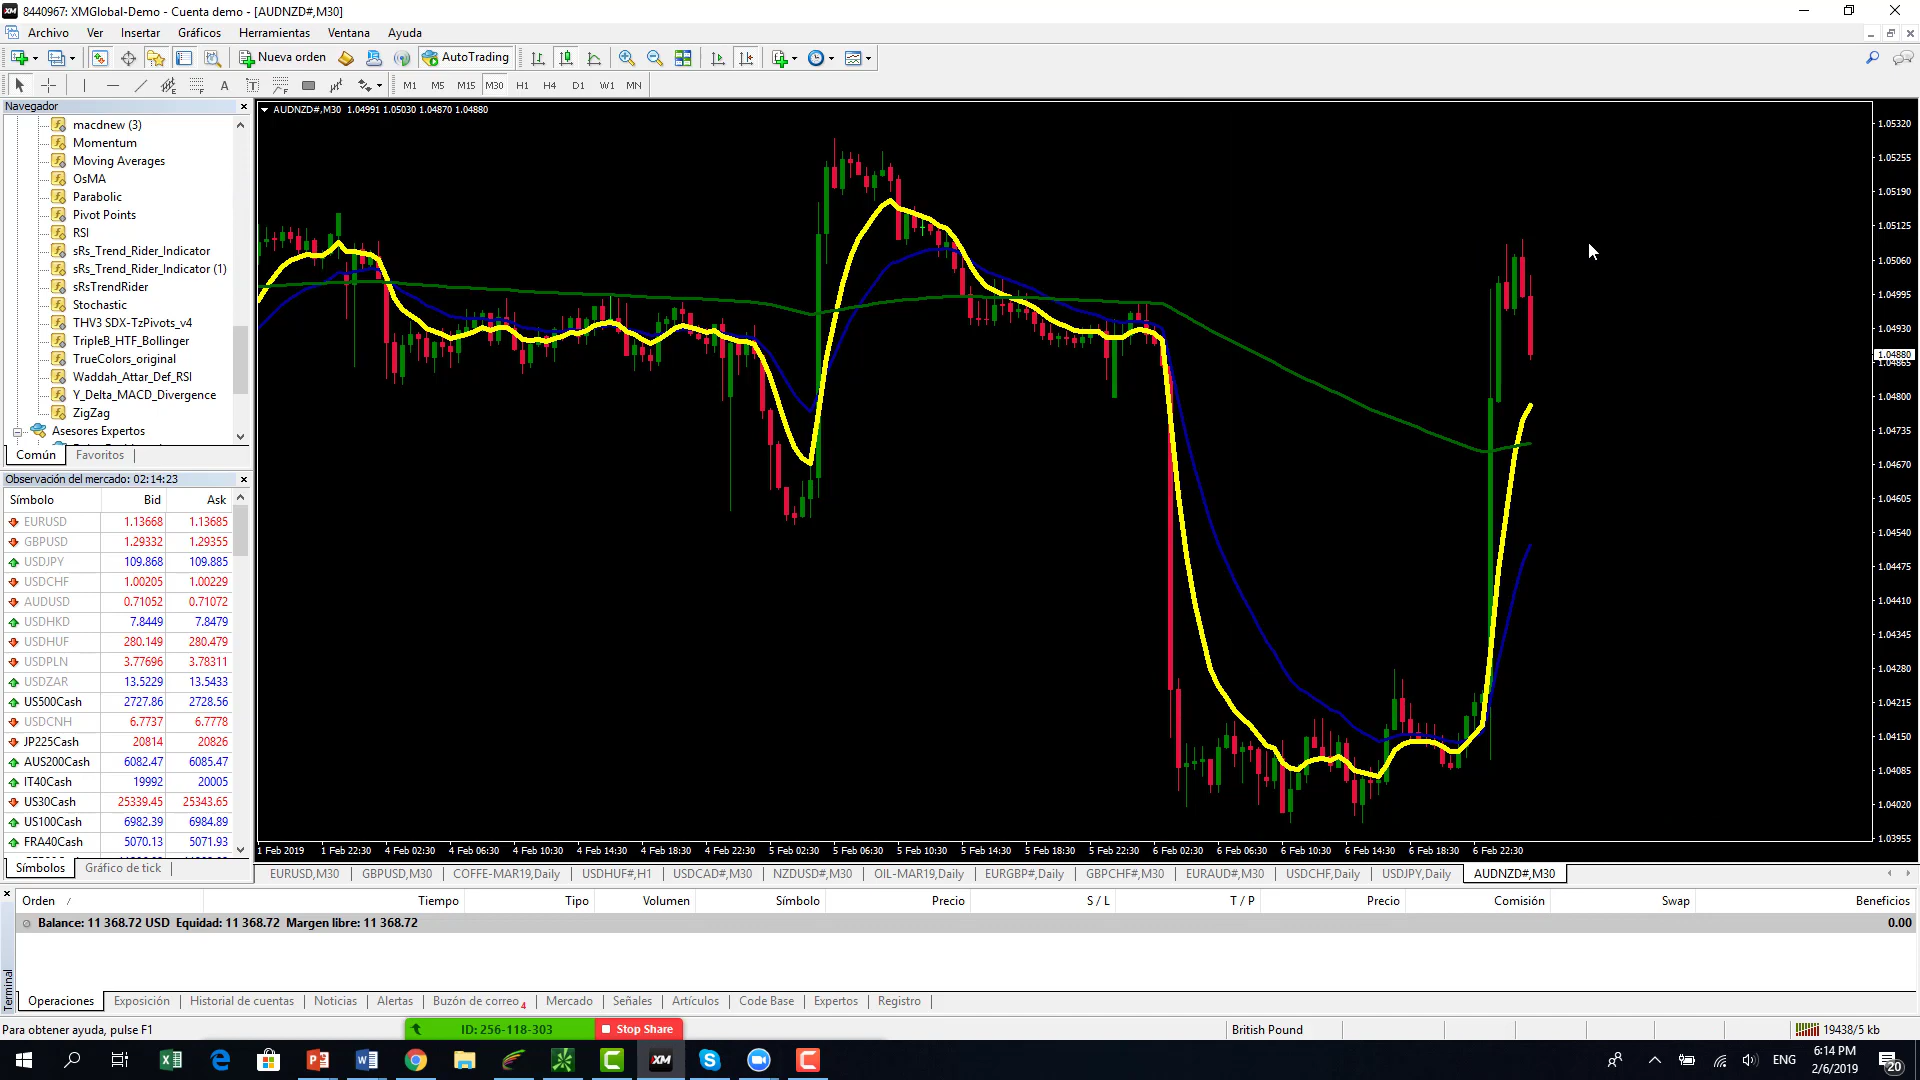 8440967: XMGlobal-Demo - Cuenta demo - [AUDNZD#,M30]
Archivo Ver Insertar Gráficos Herramientas Ventana Ayuda
Nueva orden AutoTrading
A T M1 M5 M15 M30 H1 H4 D1 W1 MN
Navegador
macdnew (3)
Momentum
Moving Averages
OsMA
Parabolic
Pivot Points
RSI
sRs_Trend_Rider_Indicator
sRs_Trend_Rider_Indicator (1)
sRsTrendRider
Stochastic
THV3 SDX-TzPivots_v4
TripleB_HTF_Bollinger
TrueColors_original
Waddah_Attar_Def_RSI
Y_Delta_MACD_Divergence
ZigZag
Asesores Expertos
Común Favoritos
Observación del mercado: 02:14:23
Símbolo Bid Ask
EURUSD 1.13668 1.13685
GBPUSD 1.29332 1.29355
USDJPY 109.868 109.885
USDCHF 1.00205 1.00229
AUDUSD 0.71052 0.71072
USDHKD 7.8449 7.8479
USDHUF 280.149 280.479
USDPLN 3.77696 3.78311
USDZAR 13.5229 13.5433
US500Cash 2727.86 2728.56
USDCNH 6.7737 6.7778
JP225Cash 20814 20826
AUS200Cash 6082.47 6085.47
IT40Cash 19992 20005
US30Cash 25339.45 25343.65
US100Cash 6982.39 6984.89
FRA40Cash 5070.13 5071.93
Símbolos Gráfico de tick
AUDNZD#,M30 1.04991 1.05030 1.04870 1.04880
1.05320
1.05255
1.05190
1.05125
1.05060
1.04995
1.04930
1.04880
1.04865
1.04800
1.04735
1.04670
1.04605
1.04540
1.04475
1.04410
1.04345
1.04280
1.04215
1.04150
1.04085
1.04020
1.03955
1 Feb 2019 1 Feb 22:30 4 Feb 02:30 4 Feb 06:30 4 Feb 10:30 4 Feb 14:30 4 Feb 18:30 4 Feb 22:30 5 Feb 02:30 5 Feb 06:30 5 Feb 10:30 5 Feb 14:30 5 Feb 18:30 5 Feb 22:30 6 Feb 02:30 6 Feb 06:30 6 Feb 10:30 6 Feb 14:30 6 Feb 18:30 6 Feb 22:30
EURUSD,M30 GBPUSD,M30 COFFE-MAR19,Daily USDHUF#,H1 USDCAD#,M30 NZDUSD#,M30 OIL-MAR19,Daily EURGBP#,Daily GBPCHF#,M30 EURAUD#,M30 USDCHF,Daily USDJPY,Daily AUDNZD#,M30
Orden / Tiempo Tipo Volumen Símbolo Precio S / L T / P Precio Comisión Swap Beneficios
Balance: 11 368.72 USD Equidad: 11 368.72 Margen libre: 11 368.72 0.00
Terminal
Operaciones Exposición Historial de cuentas Noticias Alertas Buzón de correo 4 Mercado Señales Artículos Code Base Expertos Registro
Para obtener ayuda, pulse F1 ID: 256-118-303 Stop Share British Pound 19438/5 kb
XM ENG 6:14 PM
2/6/2019 20